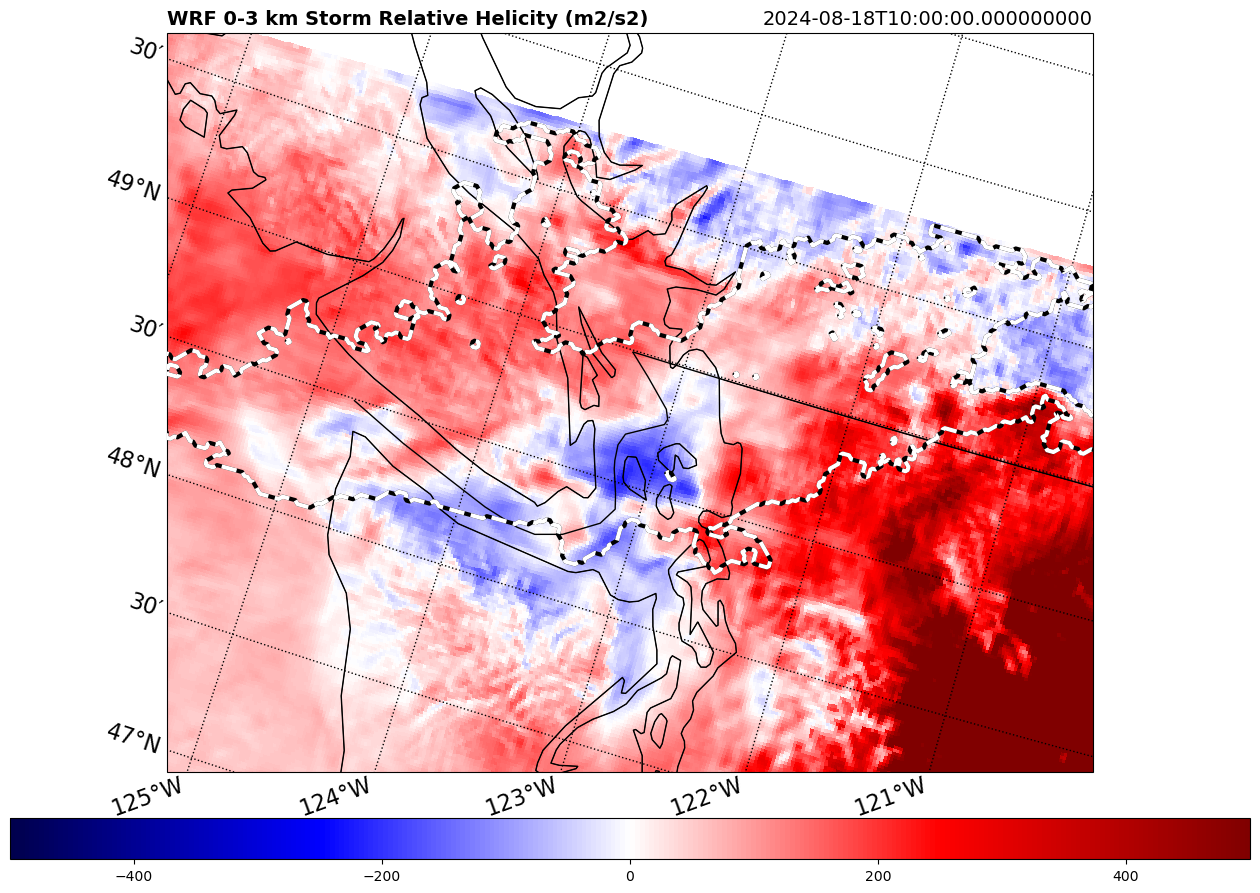 WRF 0-3 km Storm Relative Helicity (m2/s2) 2024-08-18T10:00:00.000000000
30′
49°N
30′
48°N
30′
47°N
125°W 124°W 123°W 122°W 121°W
−400 −200 0 200 400